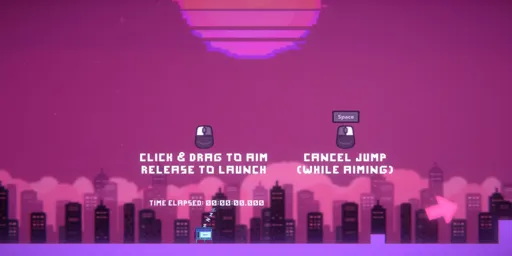 Space
CLICK & DRAG TO AIM
RELEASE TO LAUNCH
CANCEL JUMP
(WHILE AIMING)
TIME ELAPSED: 00:00:00.000